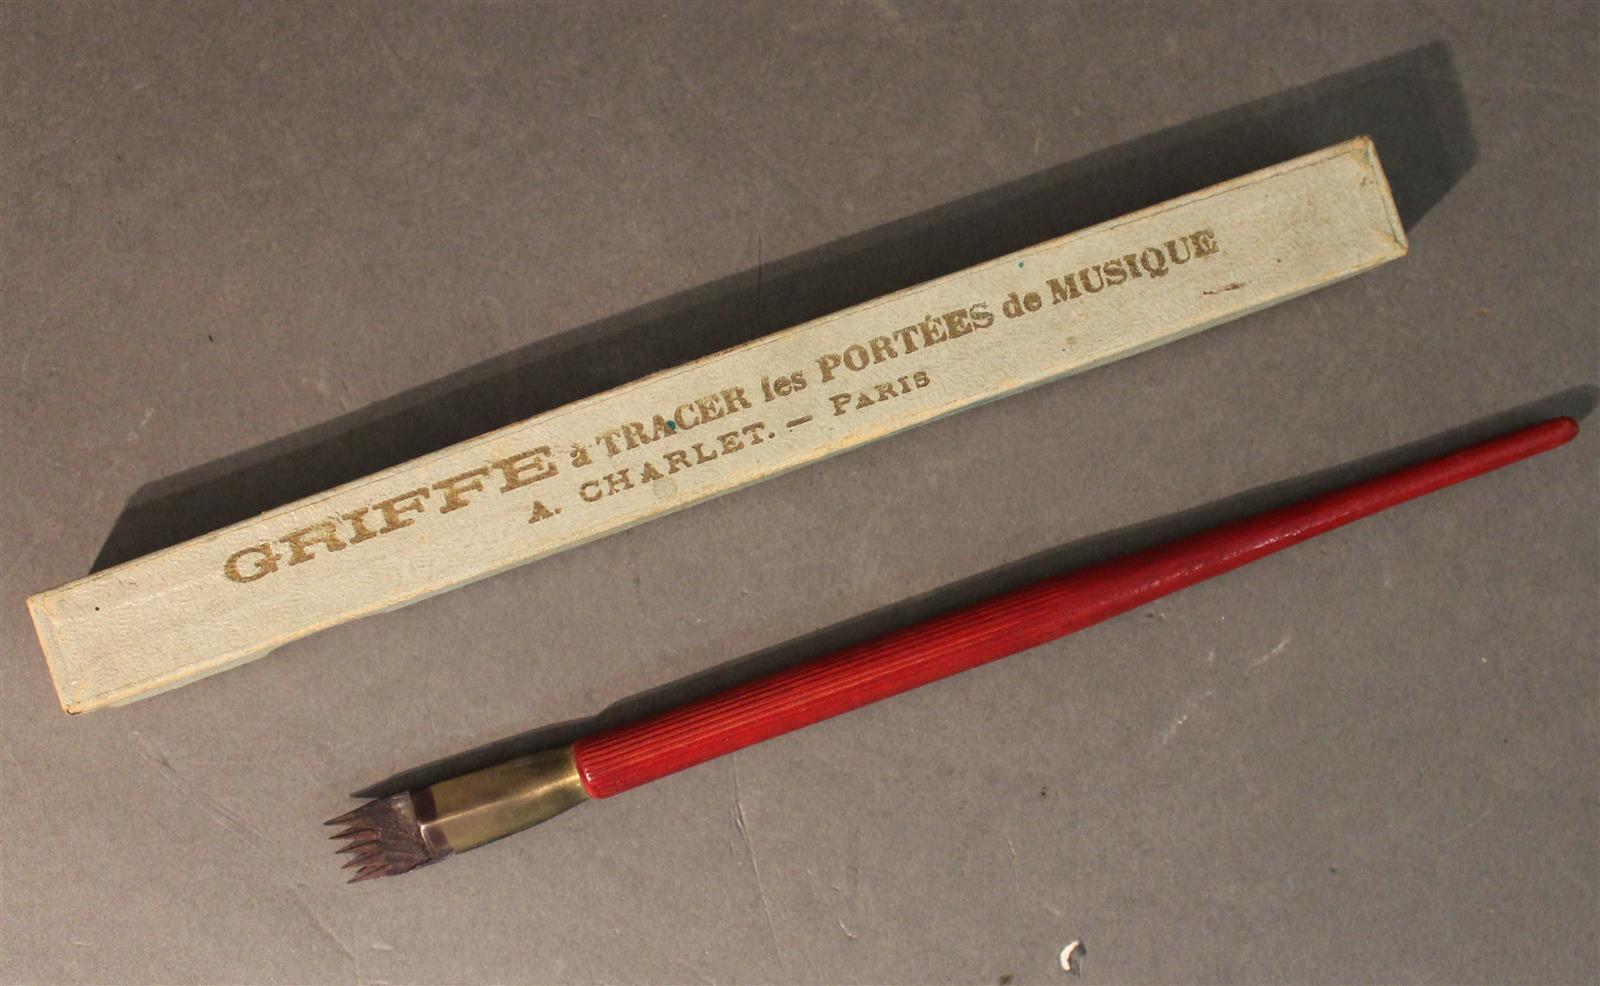 GRIFFE à TRACER les PORTÉES de MUSIQUE
A. CHARLET. — PARIS